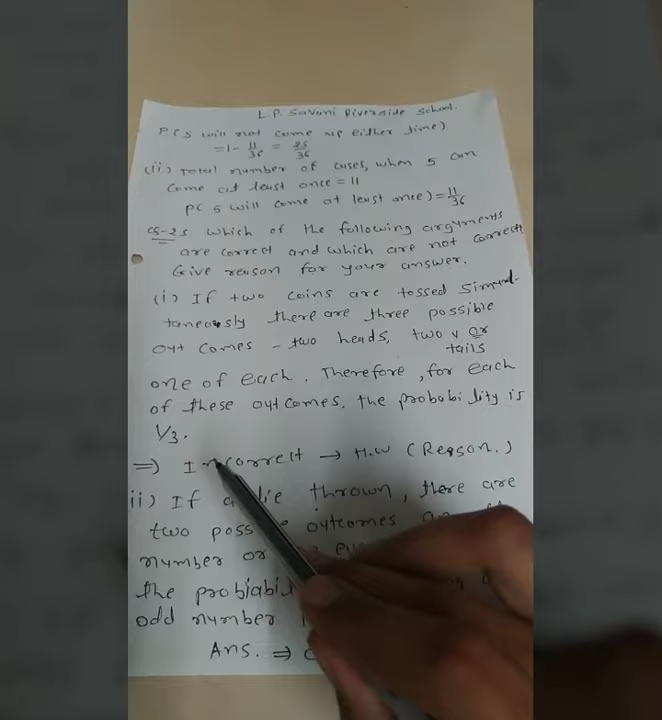 L.P. Savani Riverside School.
P(5 will not come up either time)
= 1 - 11/36 = 25/36
(ii) Total number of cases, when 5 can
come at least once = 11
P(5 will come at least once) = 11/36
Q-25 Which of the following arguments
are correct and which are not correct
Give reason for your answer.
(i) If two coins are tossed simul-
taneously there are three possible
outcomes - two heads, two tails or
one of each. Therefore, for each
of these outcomes, the probability is
1/3.
⇒ Incorrect → H.W (Reason.)
ii) If a die thrown, there are
two outcomes
number or
the
odd number
Ans. ⇒